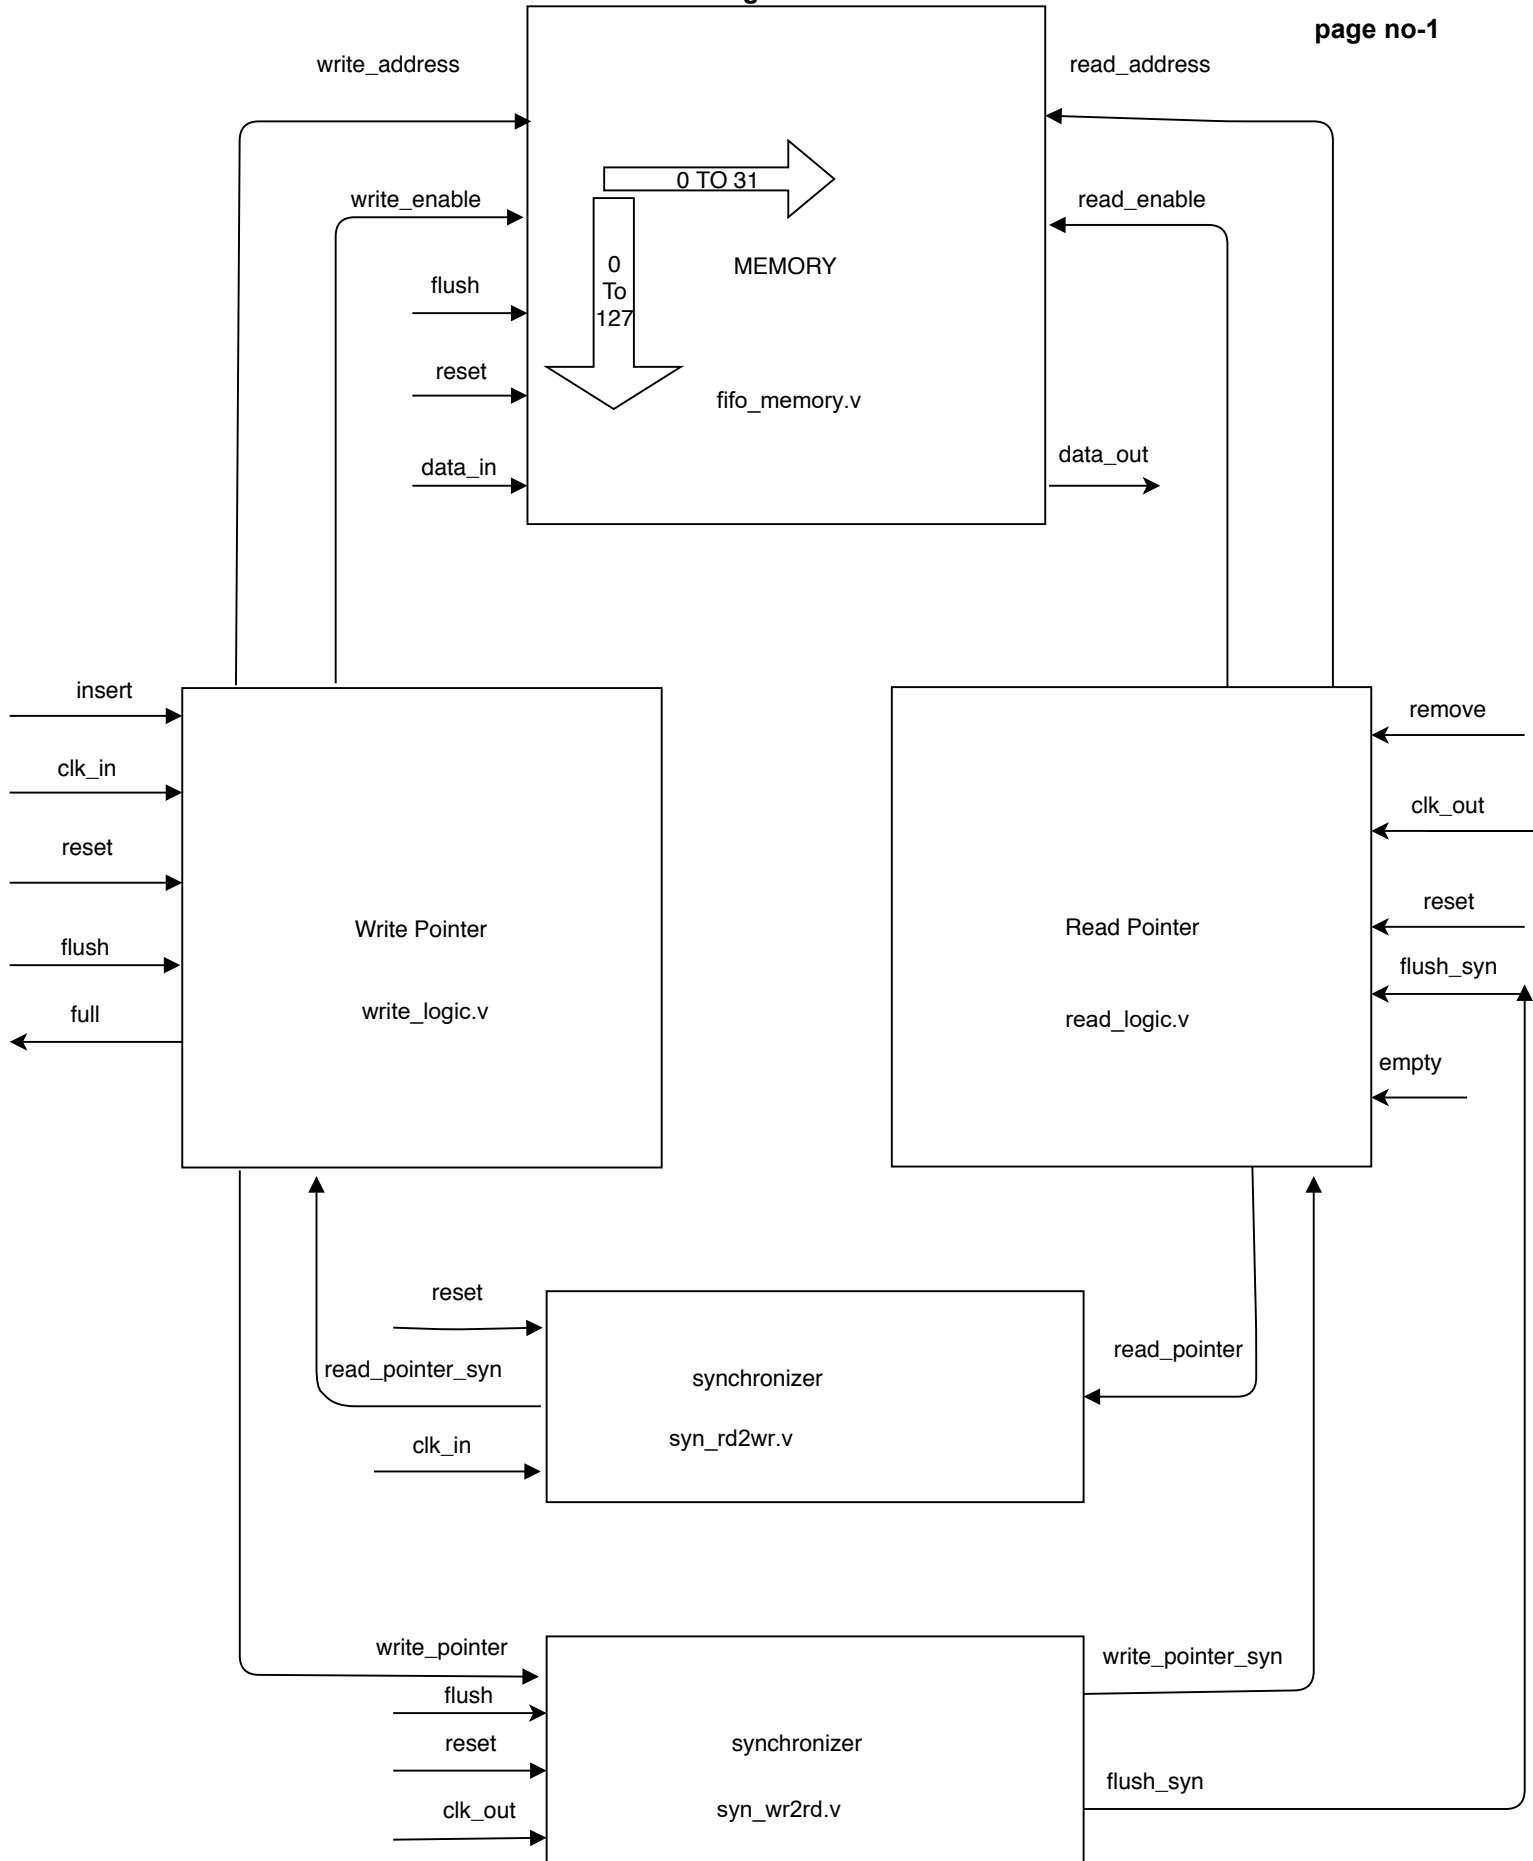 page no-1
write_address
read_address
0 TO 31
write_enable
read_enable
0
To
127
MEMORY
flush
reset
fifo_memory.v
data_in
data_out
insert
remove
clk_in
clk_out
reset
reset
Write Pointer
Read Pointer
flush
flush_syn
write_logic.v
read_logic.v
full
empty
reset
read_pointer
read_pointer_syn
synchronizer
syn_rd2wr.v
clk_in
write_pointer
write_pointer_syn
flush
reset
synchronizer
flush_syn
clk_out
syn_wr2rd.v